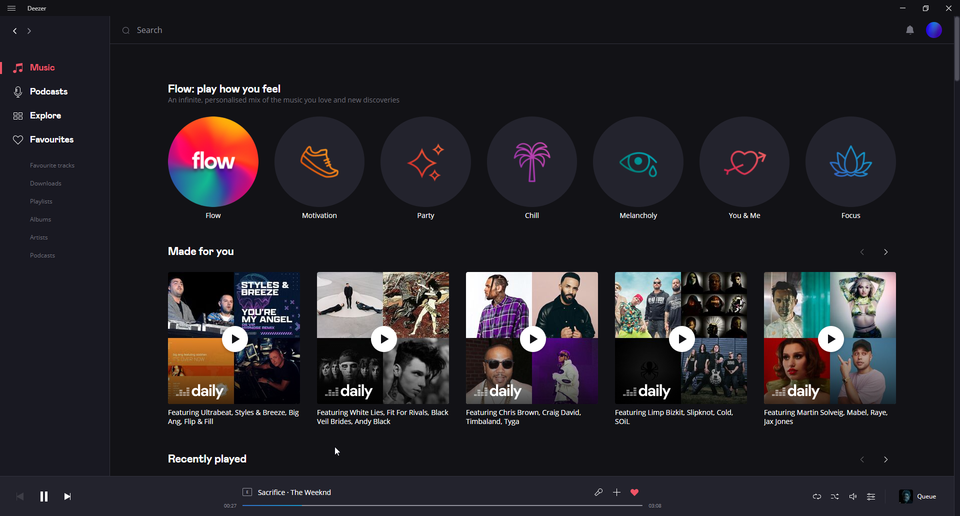 Deezer
Search
Music
Podcasts
Explore
Favourites
Favourite tracks
Downloads
Playlists
Albums
Artists
Podcasts
Flow: play how you feel
An infinite, personalised mix of the music you love and new discoveries
flow
Flow
Motivation
Party
Chill
Melancholy
You & Me
Focus
Made for you
STYLES &
BREEZE
YOU'RE
MY ANGEL
daily
daily
daily
daily
daily
Featuring Ultrabeat, Styles & Breeze, Big
Ang, Flip & Fill
Featuring White Lies, Fit For Rivals, Black
Veil Brides, Andy Black
Featuring Chris Brown, Craig David,
Timbaland, Tyga
Featuring Limp Bizkit, Slipknot, Cold,
SOiL
Featuring Martin Solveig, Mabel, Raye,
Jax Jones
Recently played
E
Sacrifice · The Weeknd
00:27
03:08
Queue